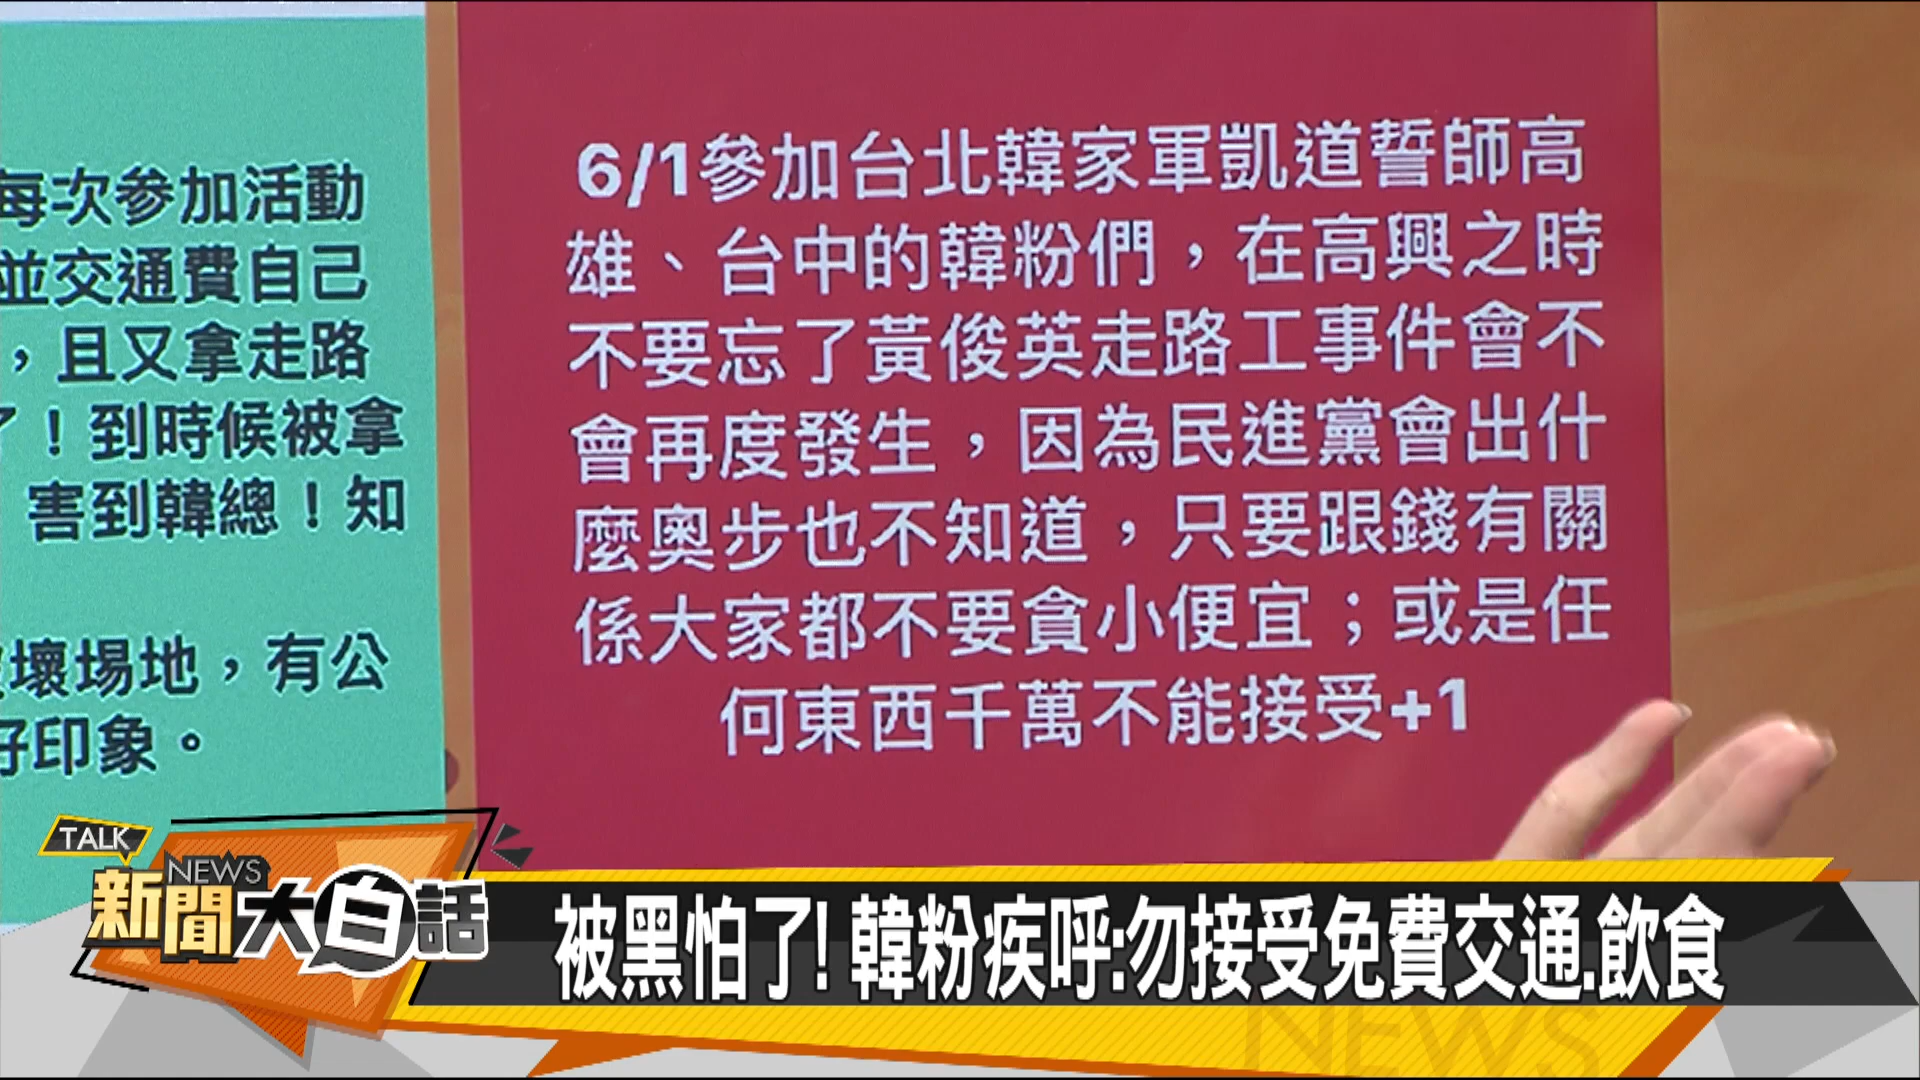 每次参加活動
並交通費自己
，且又拿走路
了！到時候被拿
害到韓總！知
壞場地，有公
好印象。
6/1參加台北韓家軍凱道誓師高
雄、台中的韓粉們，在高興之時
不要忘了黃俊英走路工事件會不
會再度發生，因為民進黨會出什
麼奧步也不知道，只要跟錢有關
係大家都不要貪小便宜；或是任
何東西千萬不能接受+1
TALK
NEWS
新聞大白話
被黑怕了!韓粉疾呼:勿接受免費交通.飲食
NEWS